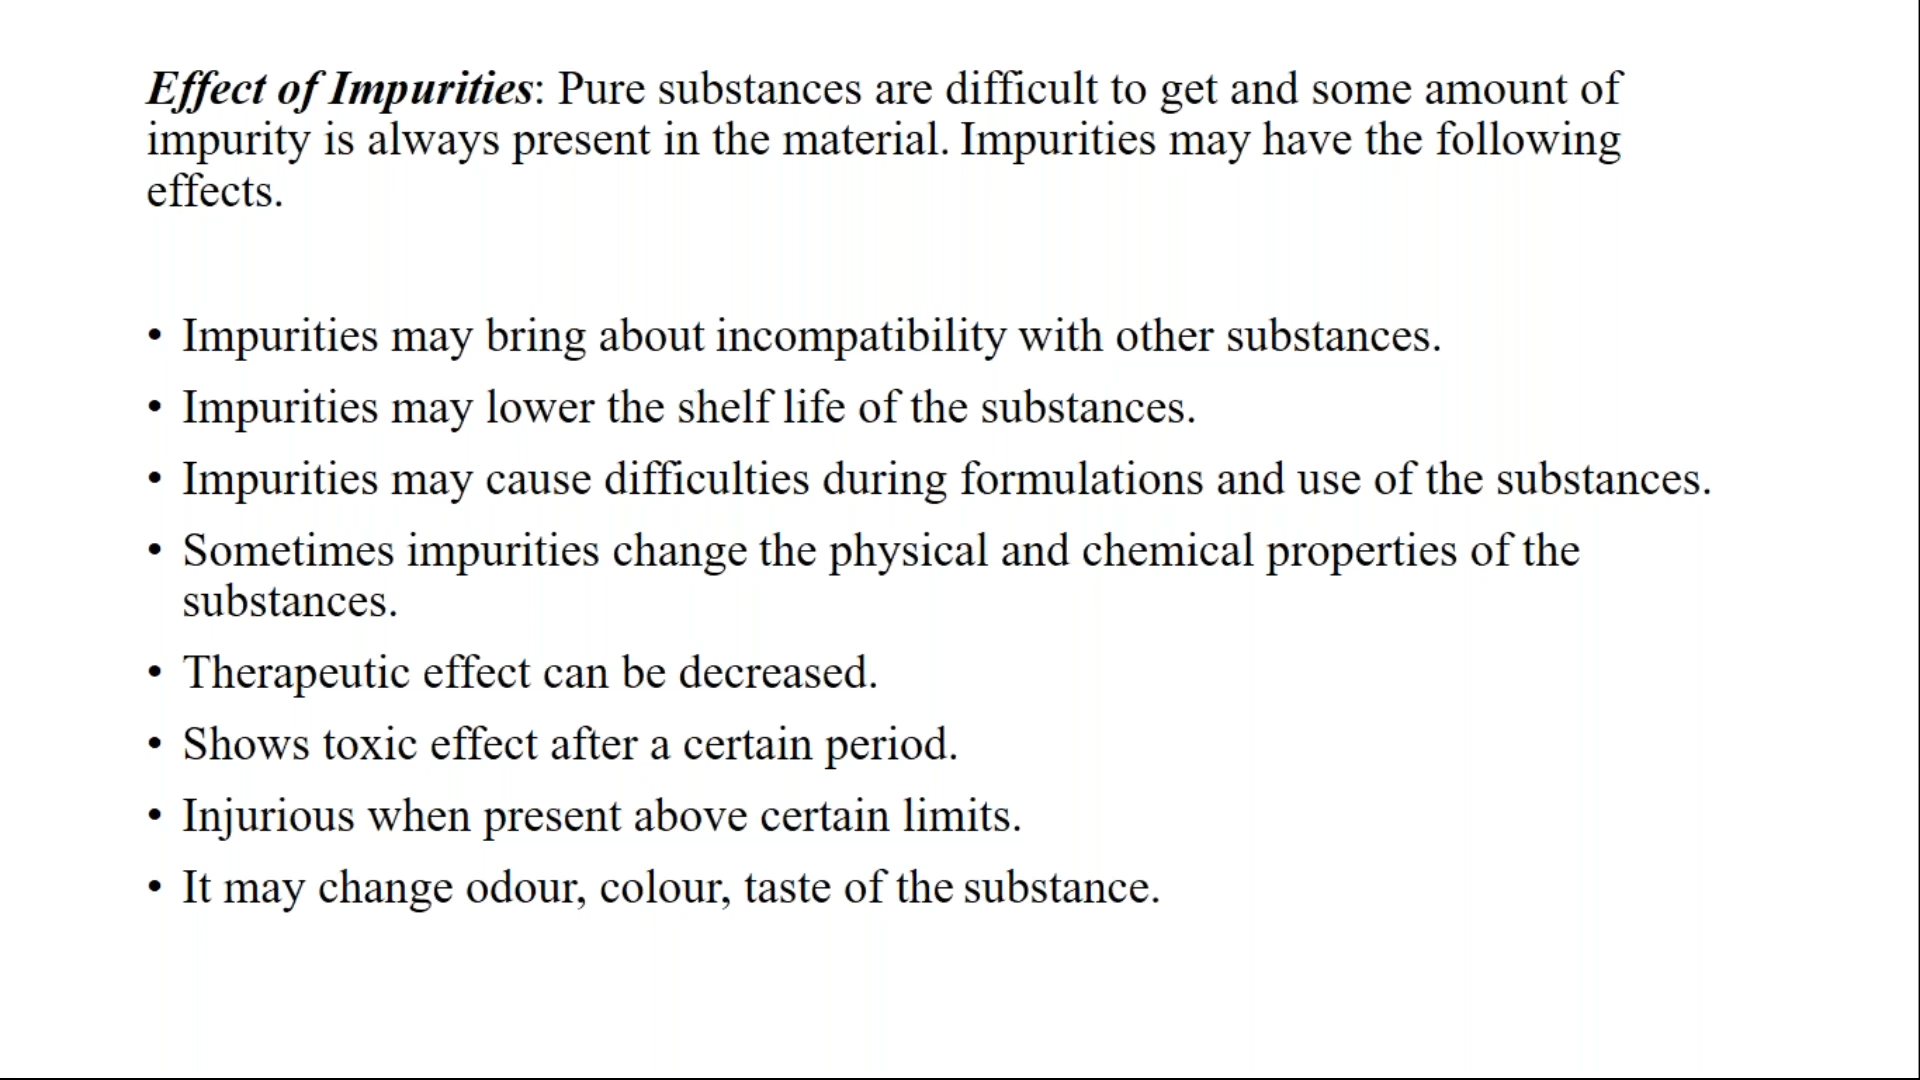 Effect of Impurities: Pure substances are difficult to get and some amount of
impurity is always present in the material. Impurities may have the following
effects.
• Impurities may bring about incompatibility with other substances.
• Impurities may lower the shelf life of the substances.
• Impurities may cause difficulties during formulations and use of the substances.
• Sometimes impurities change the physical and chemical properties of the
substances.
• Therapeutic effect can be decreased.
• Shows toxic effect after a certain period.
• Injurious when present above certain limits.
• It may change odour, colour, taste of the substance.